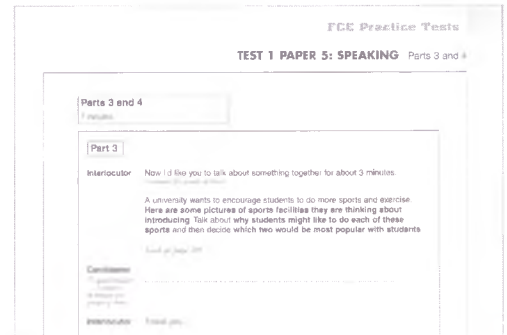 FCE Practice Tests
TEST 1 PAPER 5: SPEAKING Parts 3 and 4
Parts 3 and 4
7 minutes
Part 3
Interlocutor Now I'd like you to talk about something together for about 3 minutes.
A university wants to encourage students to do more sports and exercise
Here are some pictures of sports facilities they are thinking about
introducing Talk about why students might like to do each of these
sports and then decide which two would be most popular with students
Candidates
Interlocutor Thank you.